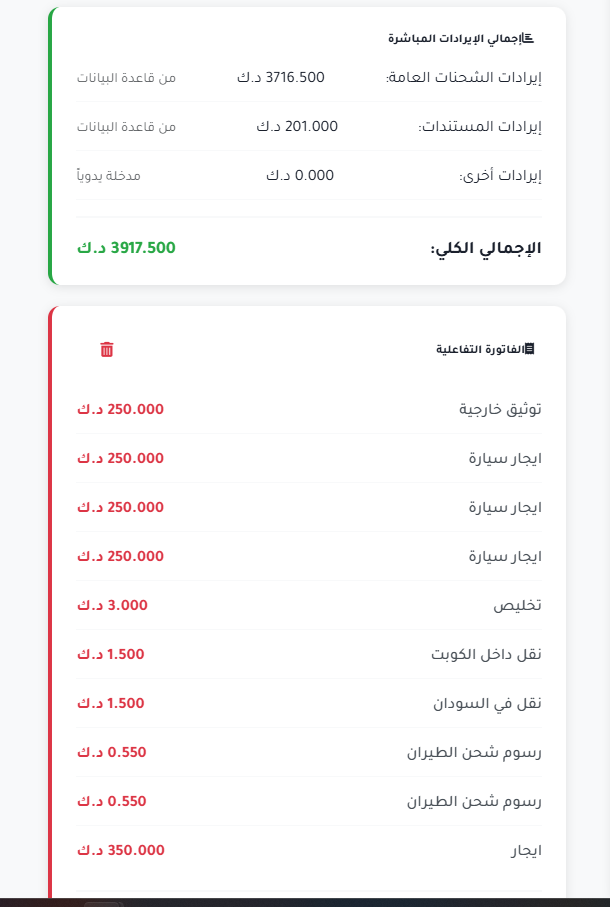 إجمالي الإيرادات المباشرة
إيرادات الشحنات العامة: 3716.500 د.ك من قاعدة البيانات
إيرادات المستندات: 201.000 د.ك من قاعدة البيانات
إيرادات أخرى: 0.000 د.ك مدخلة يدوياً
الإجمالي الكلي: 3917.500 د.ك
الفاتورة التفاعلية
توثيق خارجية 250.000 د.ك
ايجار سيارة 250.000 د.ك
ايجار سيارة 250.000 د.ك
ايجار سيارة 250.000 د.ك
تخليص 3.000 د.ك
نقل داخل الكويت 1.500 د.ك
نقل في السودان 1.500 د.ك
رسوم شحن الطيران 0.550 د.ك
رسوم شحن الطيران 0.550 د.ك
ايجار 350.000 د.ك